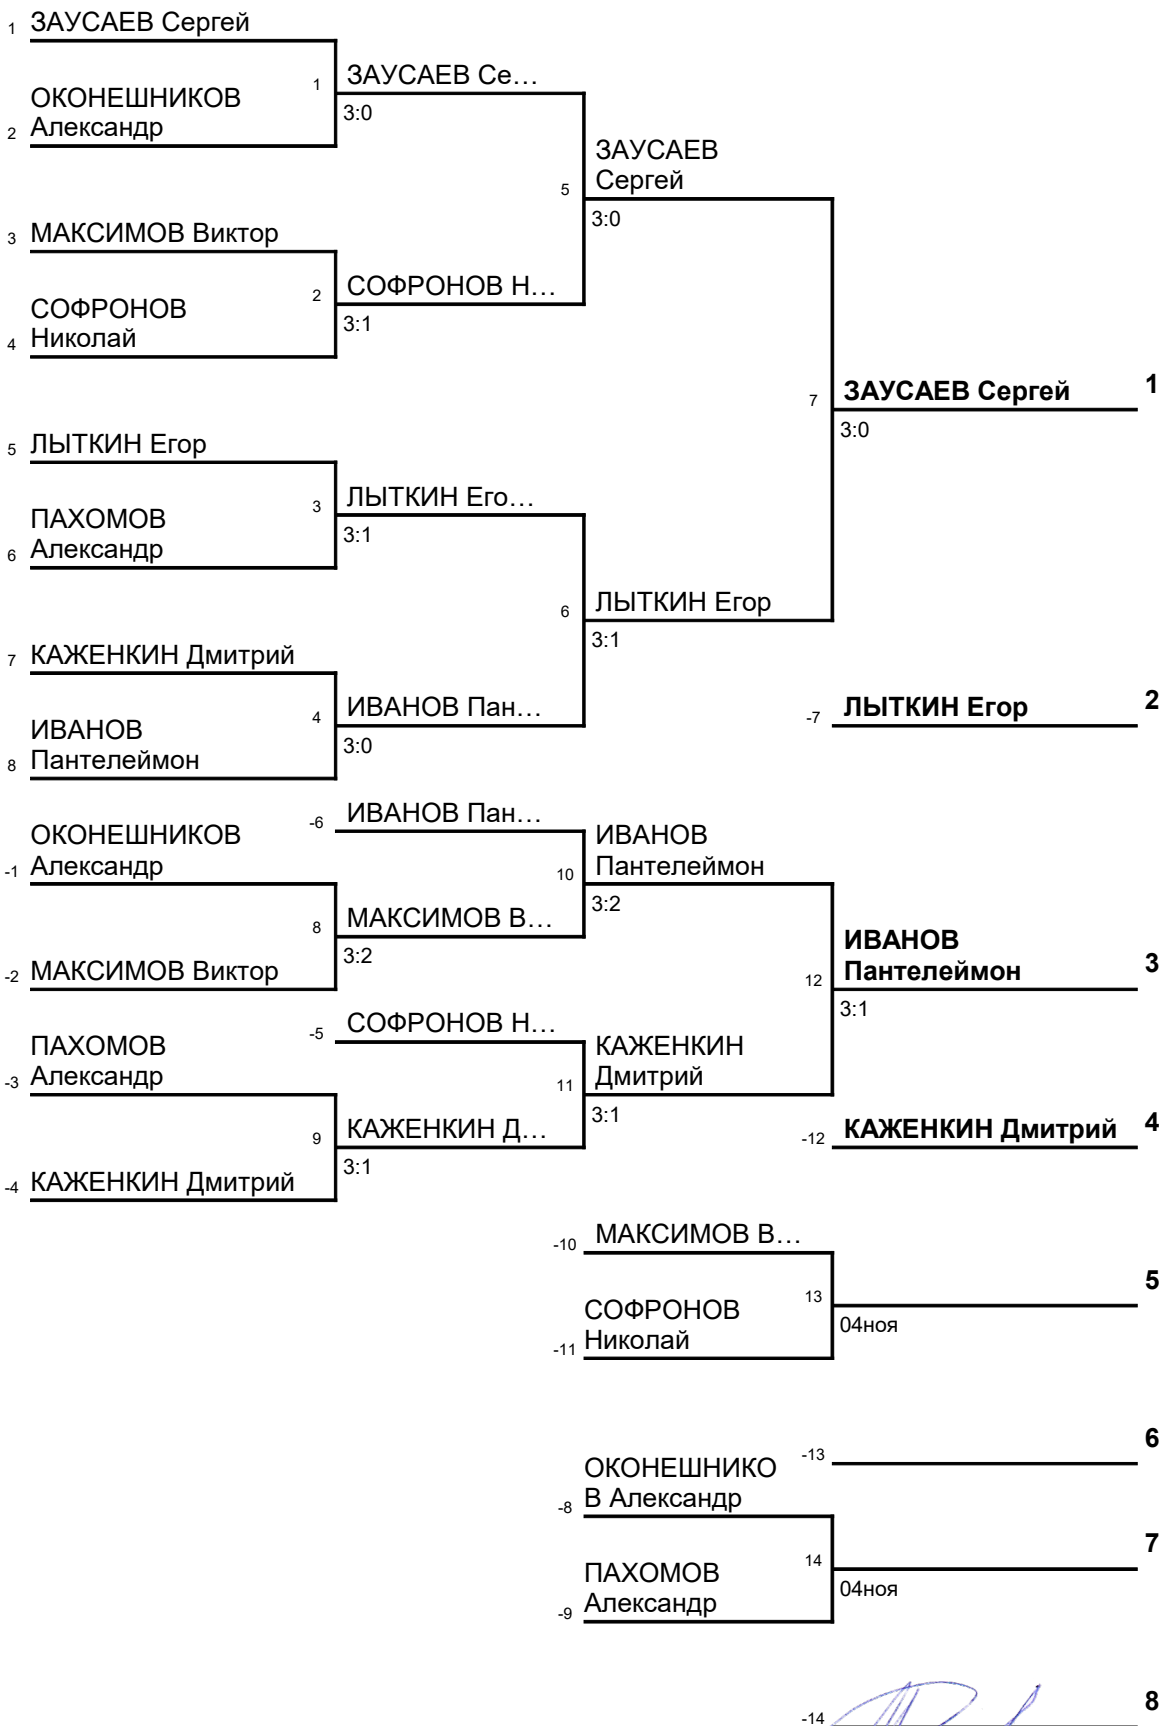 1 ЗАУСАЕВ Сергей
1 ЗАУСАЕВ Се…
3:0
ОКОНЕШНИКОВ
2 Александр
ЗАУСАЕВ
5 Сергей
3:0
3 МАКСИМОВ Виктор
2 СОФРОНОВ Н…
3:1
СОФРОНОВ
4 Николай
7 ЗАУСАЕВ Сергей 1
3:0
5 ЛЫТКИН Егор
3 ЛЫТКИН Его…
3:1
ПАХОМОВ
6 Александр
6 ЛЫТКИН Егор
3:1
7 КАЖЕНКИН Дмитрий
4 ИВАНОВ Пан…
3:0
-7 ЛЫТКИН Егор 2
ИВАНОВ
8 Пантелеймон
-6 ИВАНОВ Пан…
ОКОНЕШНИКОВ
-1 Александр
ИВАНОВ
10 Пантелеймон
3:2
8 МАКСИМОВ В…
3:2
-2 МАКСИМОВ Виктор
ИВАНОВ
12 Пантелеймон 3
3:1
-5 СОФРОНОВ Н…
ПАХОМОВ
-3 Александр
КАЖЕНКИН
11 Дмитрий
3:1
9 КАЖЕНКИН Д…
3:1
-12 КАЖЕНКИН Дмитрий 4
-4 КАЖЕНКИН Дмитрий
-10 МАКСИМОВ В…
13 5
04ноя
СОФРОНОВ
-11 Николай
-13 6
ОКОНЕШНИКО
-8 В Александр
14 7
04ноя
ПАХОМОВ
-9 Александр
-14 8